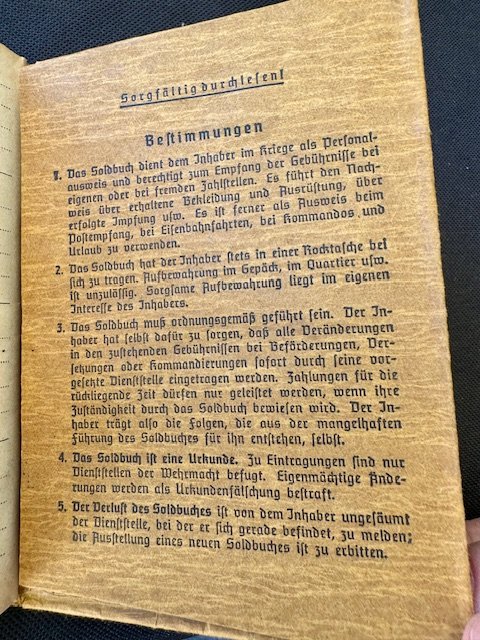 Sorgfältig durchlesen!
Bestimmungen
1. Das Soldbuch dient dem Inhaber im Kriege als Personal-
ausweis und berechtigt zum Empfang der Gebührnisse bei
eigenen oder bei fremden Zahlstellen. Es führt den Nach-
weis über erhaltene Bekleidung und Ausrüstung, über
erfolgte Impfung usw. Es ist ferner als Ausweis beim
Postempfang, bei Eisenbahnfahrten, bei Kommandos und
Urlaub zu verwenden.
2. Das Soldbuch hat der Inhaber stets in einer Rocktasche bei
sich zu tragen. Aufbewahrung im Gepäck, im Quartier usw.
ist unzulässig. Sorgsame Aufbewahrung liegt im eigenen
Interesse des Inhabers.
3. Das Soldbuch muß ordnungsgemäß geführt sein. Der In-
haber hat selbst dafür zu sorgen, daß alle Veränderungen
in den zustehenden Gebührnissen bei Beförderungen, Ver-
setzungen oder Kommandierungen sofort durch seine vor-
gesetzte Dienststelle eingetragen werden. Zahlungen für die
rückliegende Zeit dürfen nur geleistet werden, wenn ihre
Zuständigkeit durch das Soldbuch bewiesen wird. Der In-
haber trägt also die Folgen, die aus der mangelhaften
Führung des Soldbuches für ihn entstehen, selbst.
4. Das Soldbuch ist eine Urkunde. Zu Eintragungen sind nur
Dienststellen der Wehrmacht befugt. Eigenmächtige Ände-
rungen werden als Urkundenfälschung bestraft.
5. Der Verlust des Soldbuches ist von dem Inhaber ungesäumt
der Dienststelle, bei der er sich gerade befindet, zu melden;
die Ausstellung eines neuen Soldbuches ist zu erbitten.